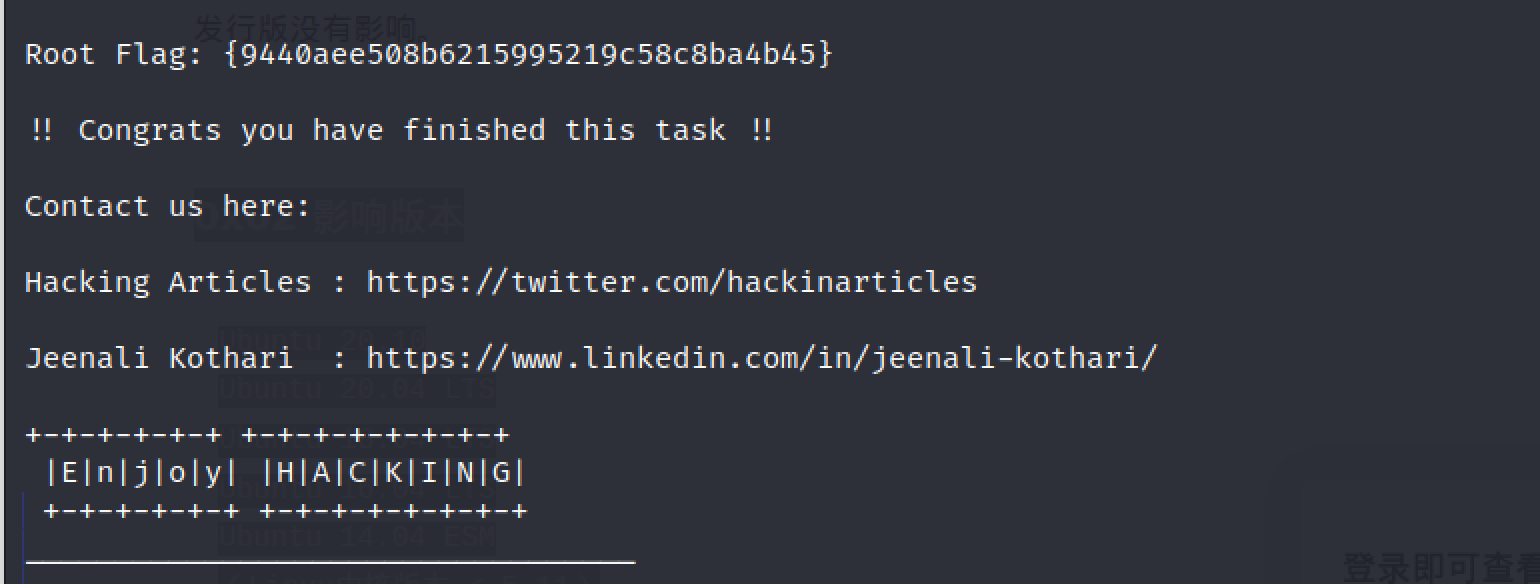 发行版没有影响。
Root Flag: {9440aee508b6215995219c58c8ba4b45}
!! Congrats you have finished this task !!
Contact us here:
影响版本
Hacking Articles : https://twitter.com/hackinarticles
Ubuntu 20.10
Jeenali Kothari  : https://www.linkedin.com/in/jeenali-kothari/
Ubuntu 20.04 LTS
+-+-+-+-+-+ +-+-+-+-+-+-+-+
|E|n|j|o|y| |H|A|C|K|I|N|G|
+-+-+-+-+-+ +-+-+-+-+-+-+-+
Ubuntu 14.04 ESM
登录即可查看